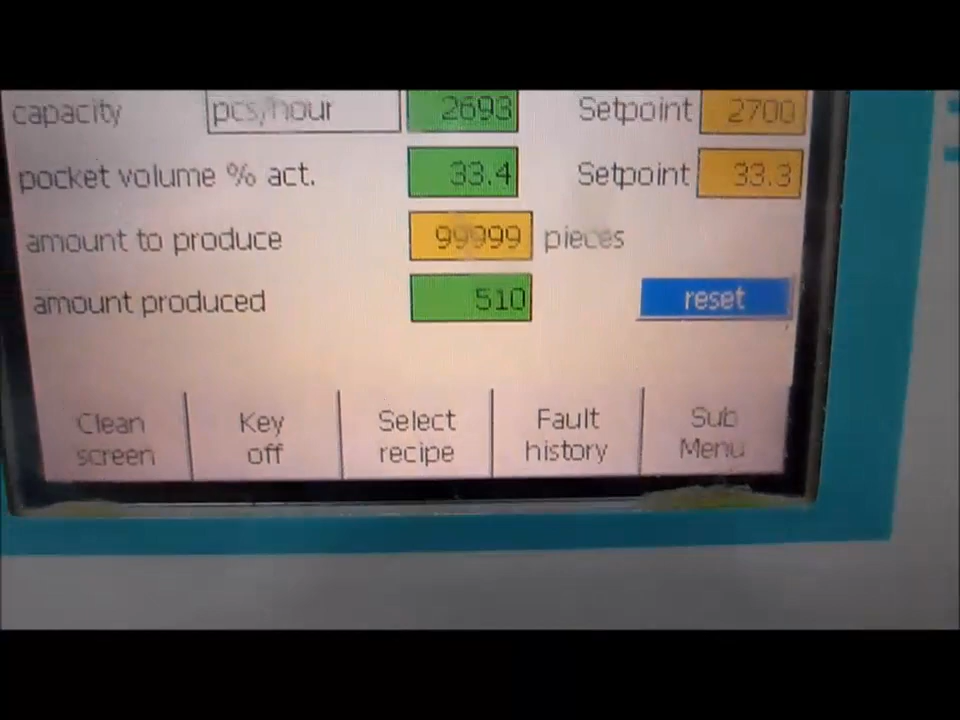 capacity pcs/hour 2693 Setpoint 2700
pocket volume % act. 33.4 Setpoint 33.3
amount to produce 99999 pieces
amount produced 510 reset
Clean Key Select Fault Sub
screen off recipe history Menu